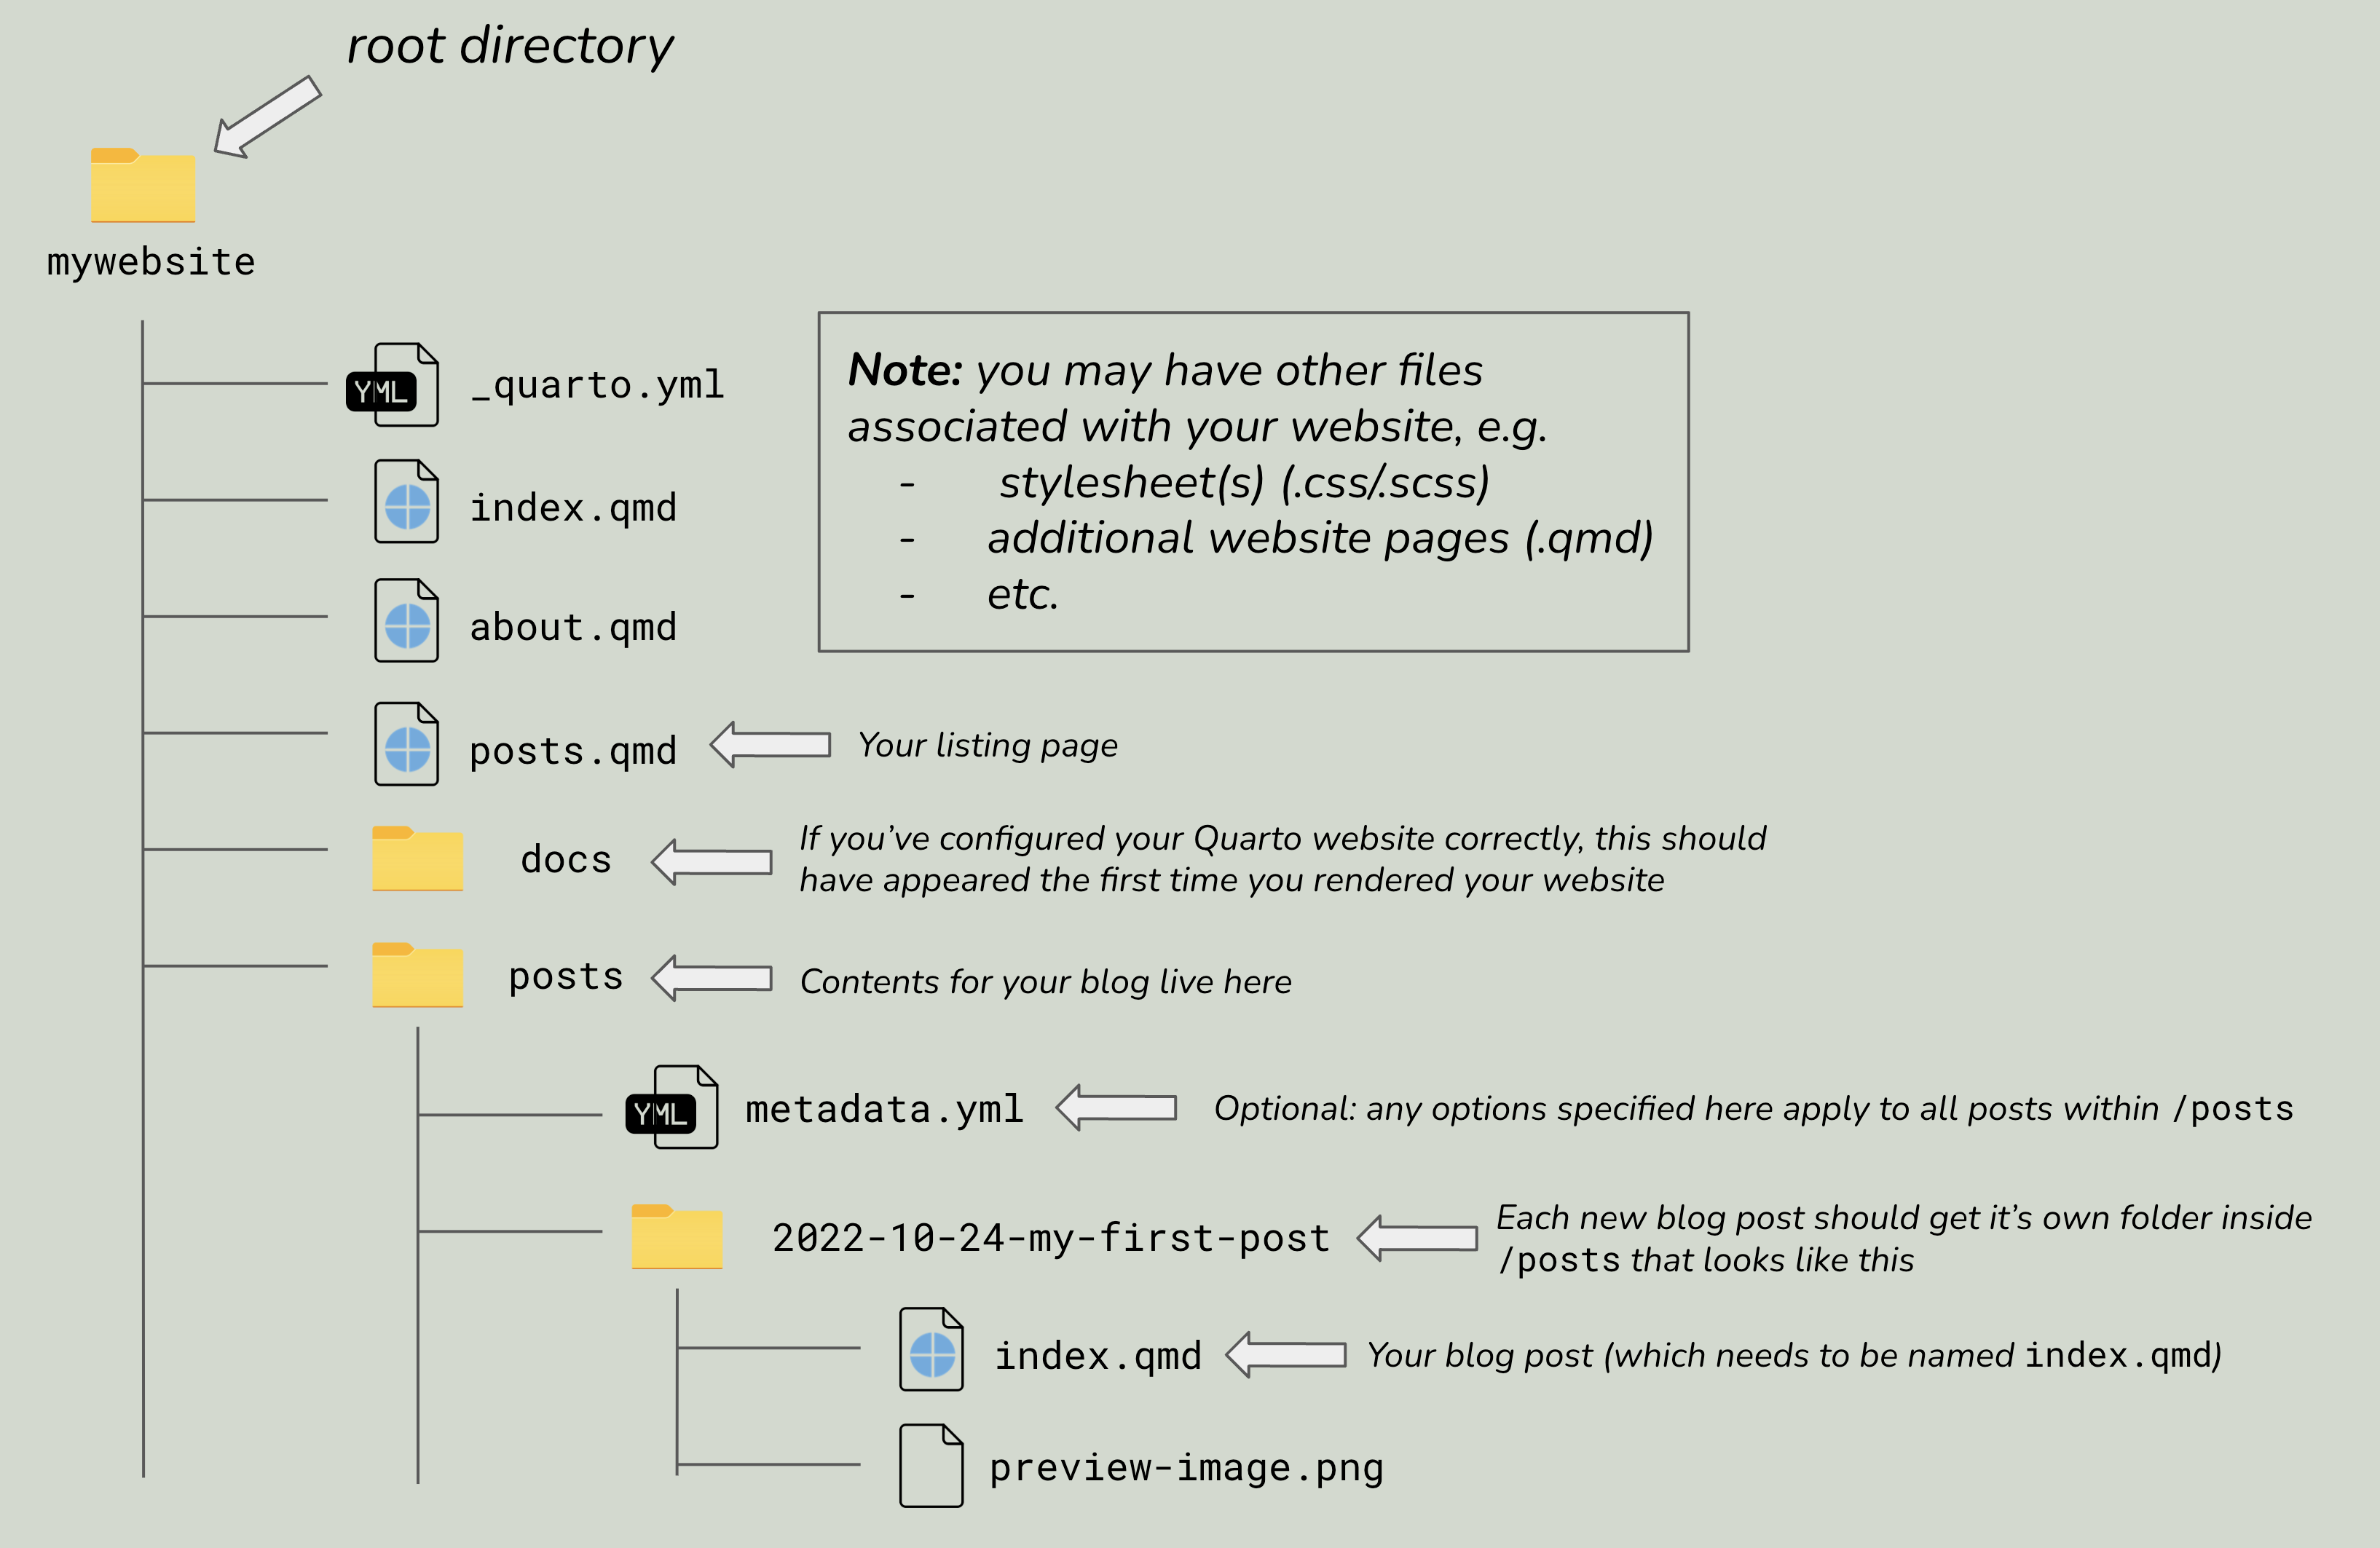 root directory
mywebsite
YML
_quarto.yml
Note: you may have other files
associated with your website, e.g.
- stylesheet(s) (.css/.scss)
- additional website pages (.qmd)
- etc.
index.qmd
about.qmd
posts.qmd
Your listing page
docs
If you’ve configured your Quarto website correctly, this should
have appeared the first time you rendered your website
posts
Contents for your blog live here
YML
metadata.yml
Optional: any options specified here apply to all posts within /posts
2022-10-24-my-first-post
Each new blog post should get it’s own folder inside
/posts that looks like this
index.qmd
Your blog post (which needs to be named index.qmd)
preview-image.png